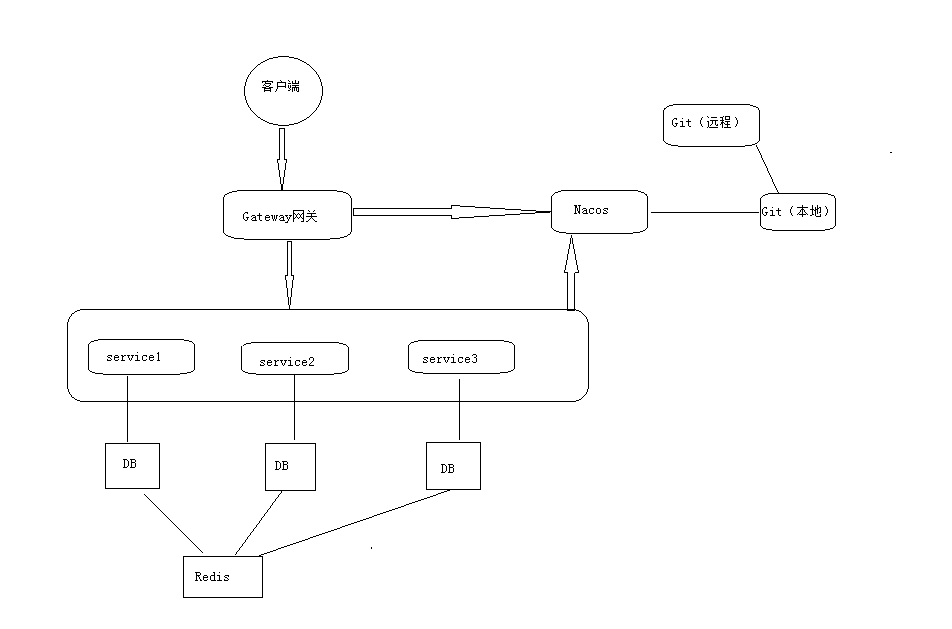 客户端
Git（远程）
Gateway网关
Nacos
Git（本地）
service1
service2
service3
DB
DB
DB
Redis